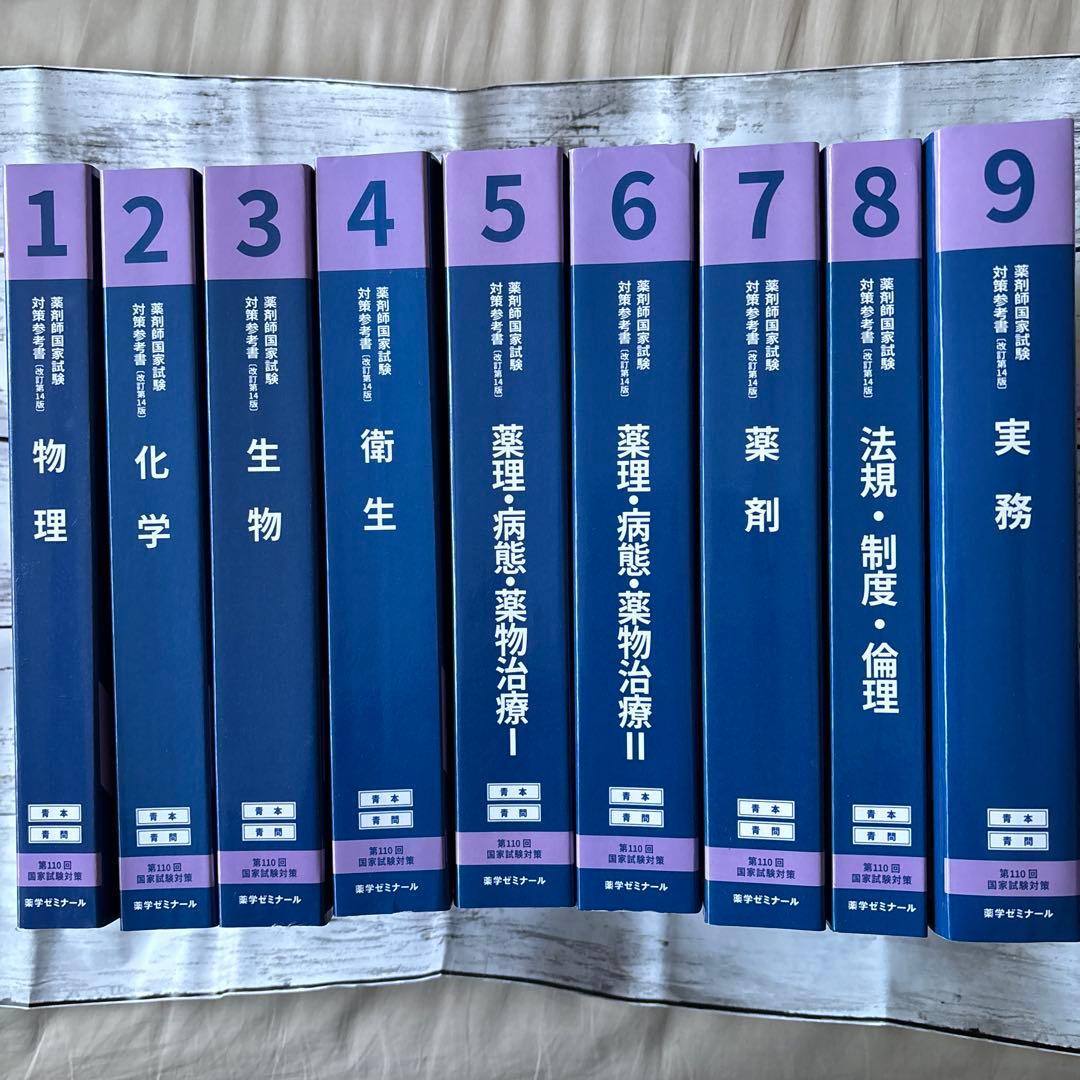 1
薬剤師国家試験
対策参考書〔改訂第14版〕
物理
青本
青問
第110回
国家試験対策
薬学ゼミナール
2
薬剤師国家試験
対策参考書〔改訂第14版〕
化学
青本
青問
第110回
国家試験対策
薬学ゼミナール
3
薬剤師国家試験
対策参考書〔改訂第14版〕
生物
青本
青問
第110回
国家試験対策
薬学ゼミナール
4
薬剤師国家試験
対策参考書〔改訂第14版〕
衛生
青本
青問
第110回
国家試験対策
薬学ゼミナール
5
薬剤師国家試験
対策参考書〔改訂第14版〕
薬理・病態・薬物治療I
青本
青問
第110回
国家試験対策
薬学ゼミナール
6
薬剤師国家試験
対策参考書〔改訂第14版〕
薬理・病態・薬物治療II
青本
青問
第110回
国家試験対策
薬学ゼミナール
7
薬剤師国家試験
対策参考書〔改訂第14版〕
薬剤
青本
青問
第110回
国家試験対策
薬学ゼミナール
8
薬剤師国家試験
対策参考書〔改訂第14版〕
法規・制度・倫理
青本
青問
第110回
国家試験対策
薬学ゼミナール
9
薬剤師国家試験
対策参考書〔改訂第14版〕
実務
青本
青問
第110回
国家試験対策
薬学ゼミナール